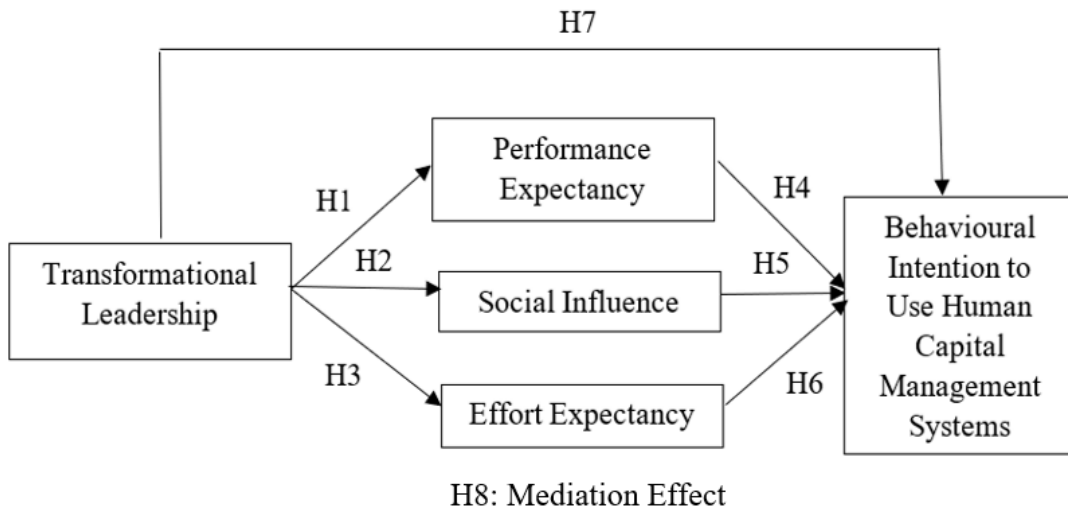 H7
Performance
Expectancy
H1
H4
Transformational
Leadership
H2
Social Influence
H5
Behavioural
Intention to
Use Human
Capital
Management
Systems
H3
Effort Expectancy
H6
H8: Mediation Effect